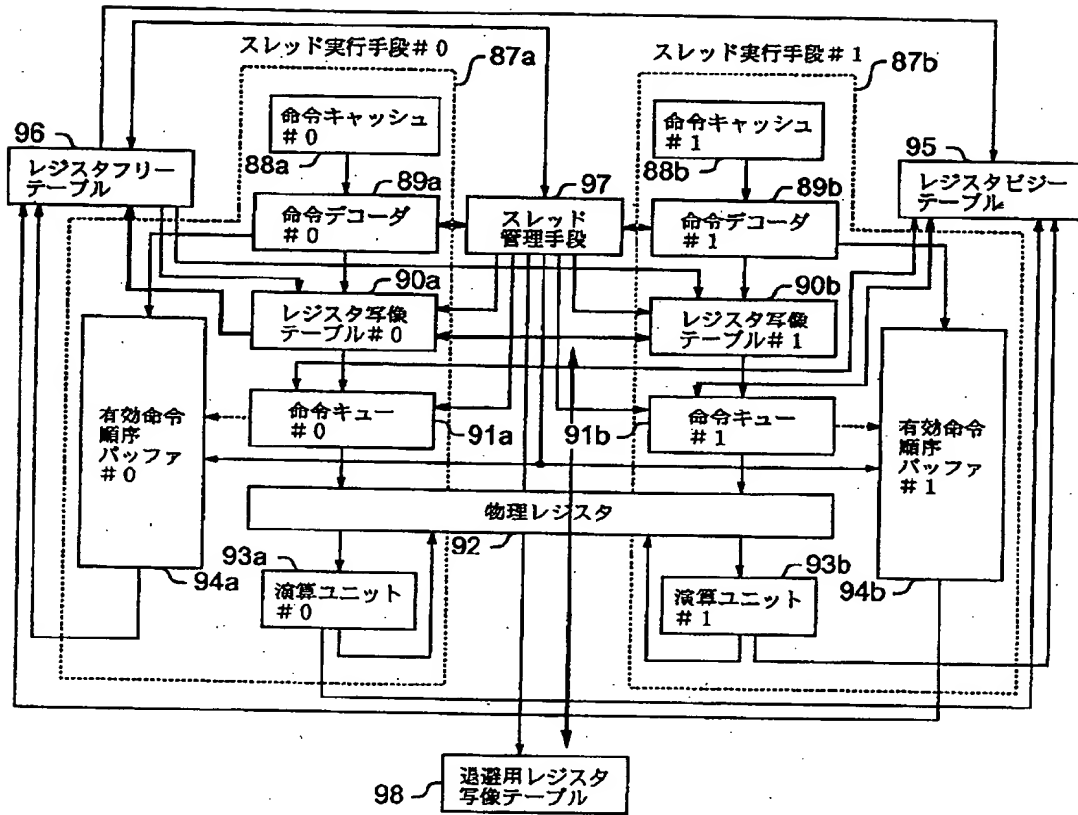 スレッド実行手段#0
87a
スレッド実行手段#1
87b
96
レジスタフリー
テーブル
命令キャッシュ
#0
88a
命令キャッシュ
#1
88b
95
レジスタビジー
テーブル
89a
命令デコーダ
#0
97
スレッド
管理手段
89b
命令デコーダ
#1
90a
レジスタ写像
テーブル#0
90b
レジスタ写像
テーブル#1
有効命令
順序
バッファ
#0
94a
命令キュー
#0
91a
91b
命令キュー
#1
有効命令
順序
バッファ
#1
94b
物理レジスタ
92
93a
演算ユニット
#0
93b
演算ユニット
#1
98
退避用レジスタ
写像テーブル